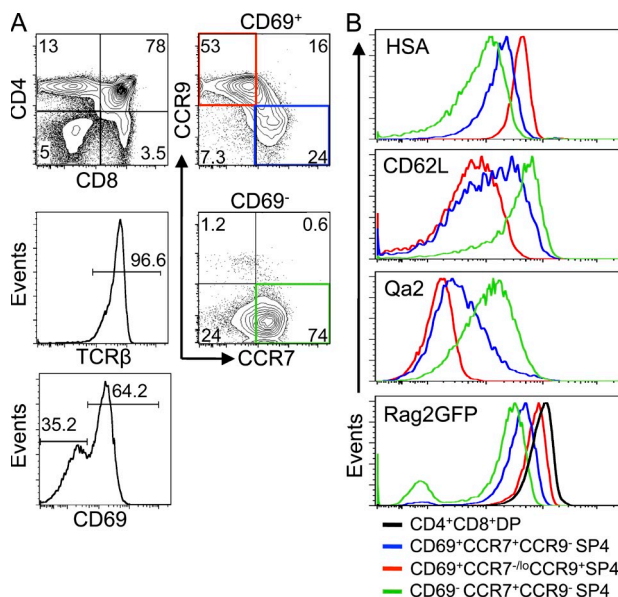 A
CD69⁺
13
78
53
16
CD4
CCR9
5
3.5
7.3
24
CD8
CD69⁻
1.2
0.6
Events
96.6
24
74
TCRβ
CCR7
Events
35.2
64.2
CD69
B
HSA
CD62L
Qa2
Rag2GFP
Events
CD4⁺CD8⁺DP
CD69⁺CCR7⁺CCR9⁻ SP4
CD69⁺CCR7⁻/ˡᵒCCR9⁺SP4
CD69⁻ CCR7⁺CCR9⁻ SP4